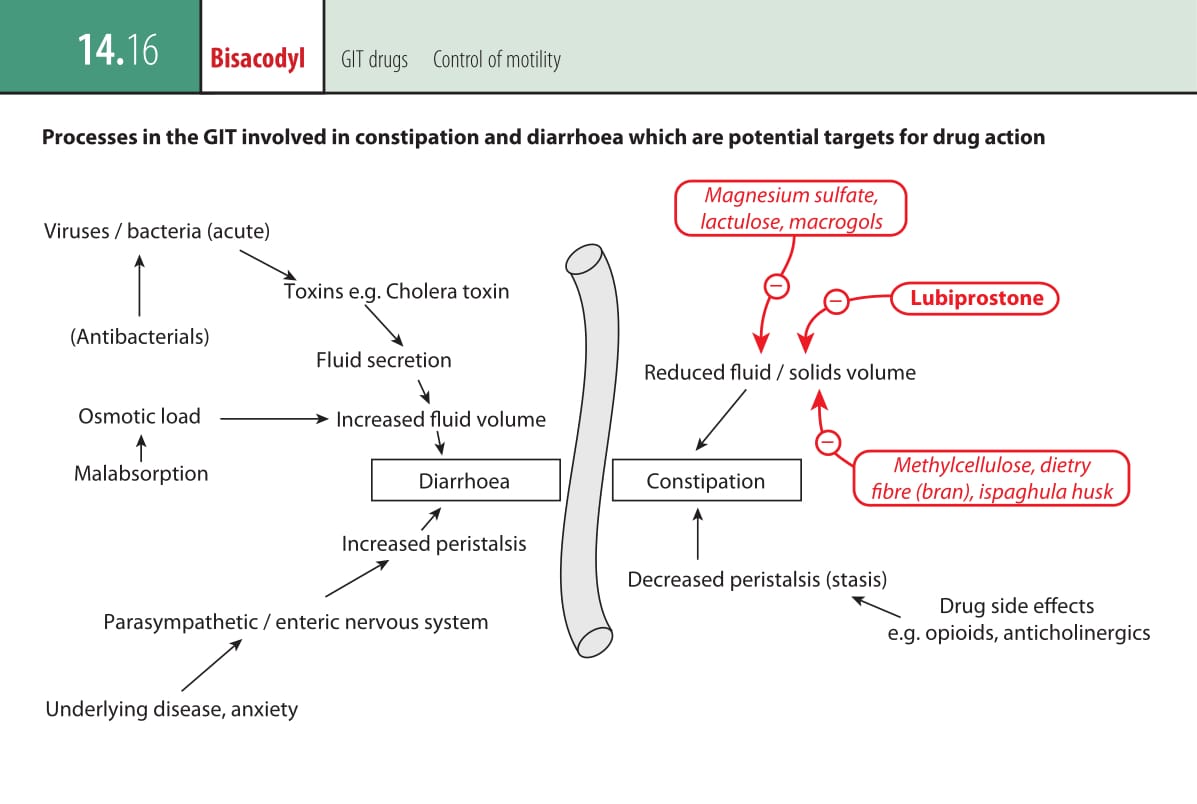 14.16
Bisacodyl
GIT drugs Control of motility
Processes in the GIT involved in constipation and diarrhoea which are potential targets for drug action
Viruses / bacteria (acute)
Toxins e.g. Cholera toxin
(Antibacterials)
Fluid secretion
Osmotic load
Increased fluid volume
Malabsorption
Diarrhoea
Increased peristalsis
Parasympathetic / enteric nervous system
Underlying disease, anxiety
Magnesium sulfate,
lactulose, macrogols
−
−
Lubiprostone
Reduced fluid / solids volume
−
Methylcellulose, dietry
fibre (bran), ispaghula husk
Constipation
Decreased peristalsis (stasis)
Drug side effects
e.g. opioids, anticholinergics